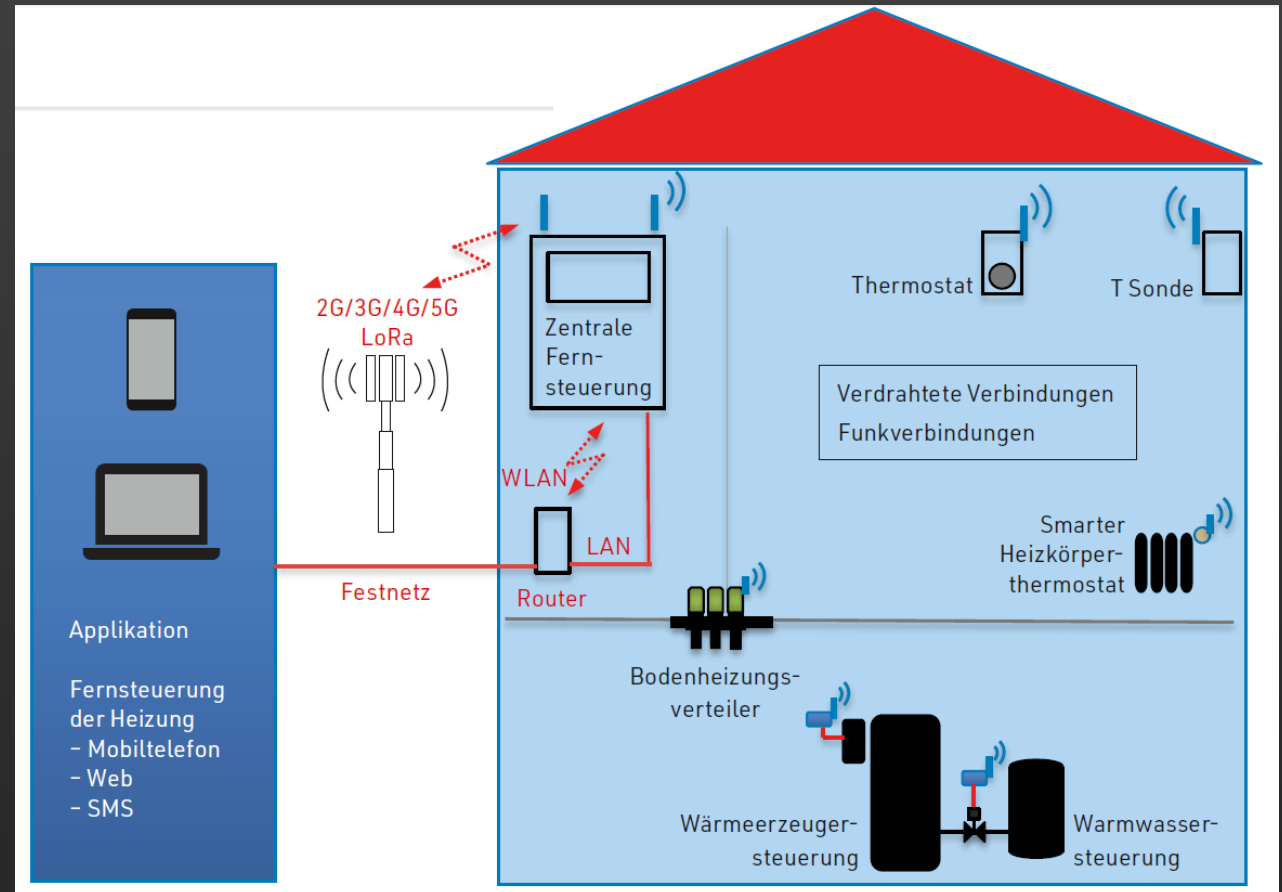 2G/3G/4G/5G
LoRa
Festnetz
Applikation
Fernsteuerung
der Heizung
– Mobiltelefon
– Web
– SMS
Zentrale
Fern-
steuerung
WLAN
LAN
Router
Thermostat
T Sonde
Verdrahtete Verbindungen
Funkverbindungen
Smarter
Heizkörper-
thermostat
Bodenheizungs-
verteiler
Wärmeerzeuger-
steuerung
Warmwasser-
steuerung